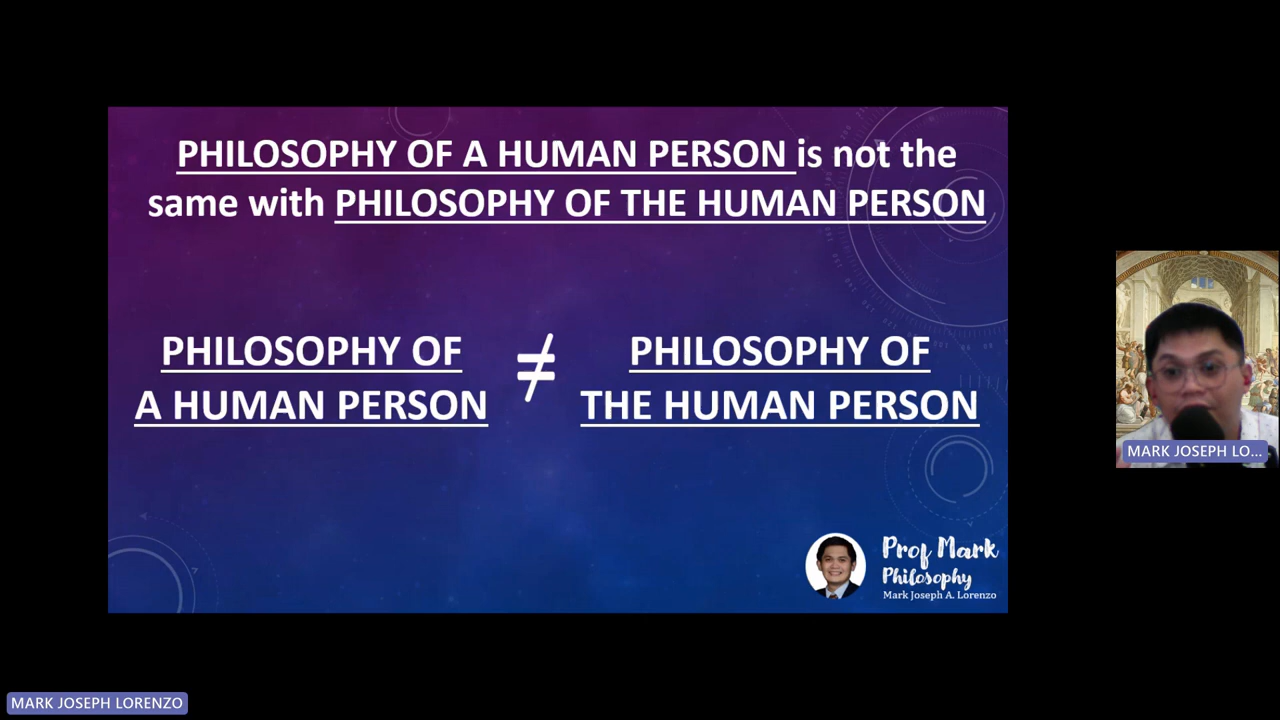 PHILOSOPHY OF A HUMAN PERSON is not the
same with PHILOSOPHY OF THE HUMAN PERSON
PHILOSOPHY OF
A HUMAN PERSON
≠
PHILOSOPHY OF
THE HUMAN PERSON
Prof Mark
Philosophy
Mark Joseph A. Lorenzo
MARK JOSEPH LO...
MARK JOSEPH LORENZO